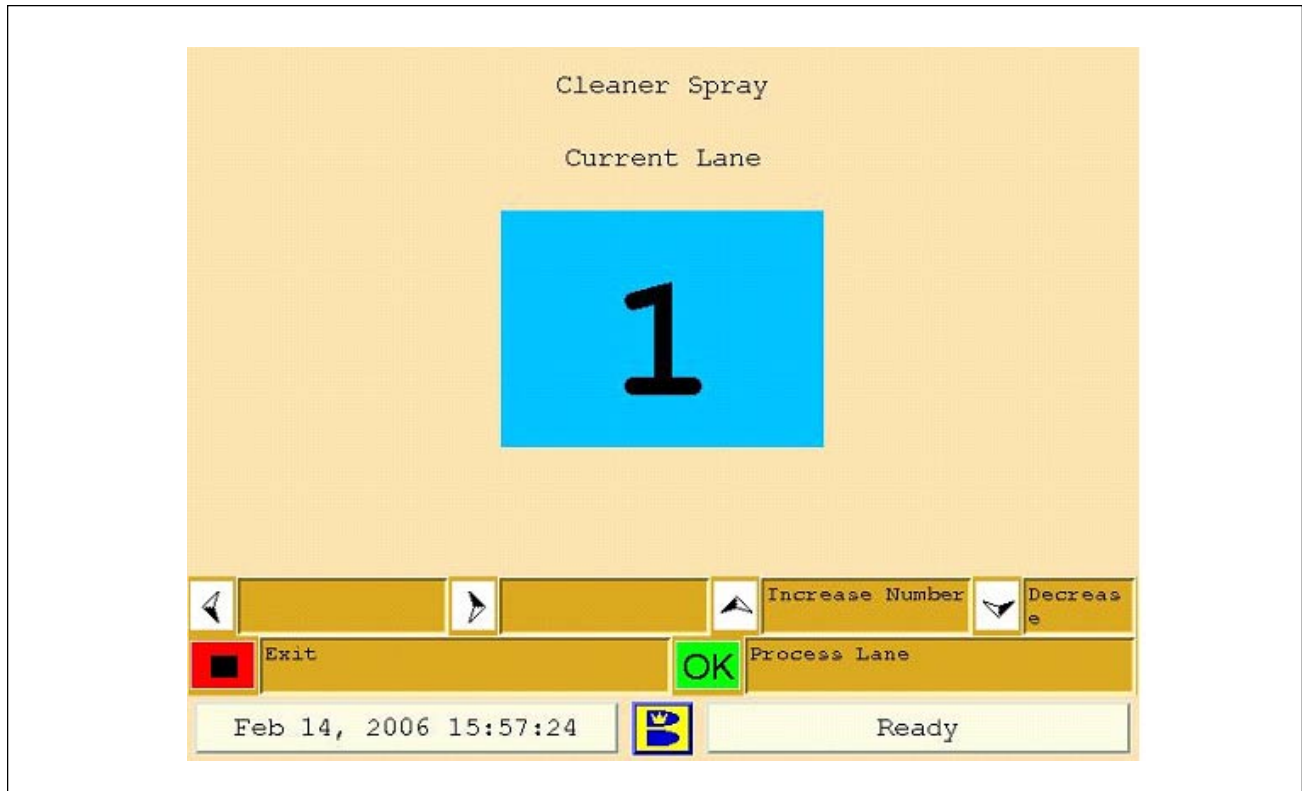 Cleaner Spray
Current Lane
1
Increase Number
Decreas
e
Exit
OK
Process Lane
Feb 14, 2006 15:57:24
Ready